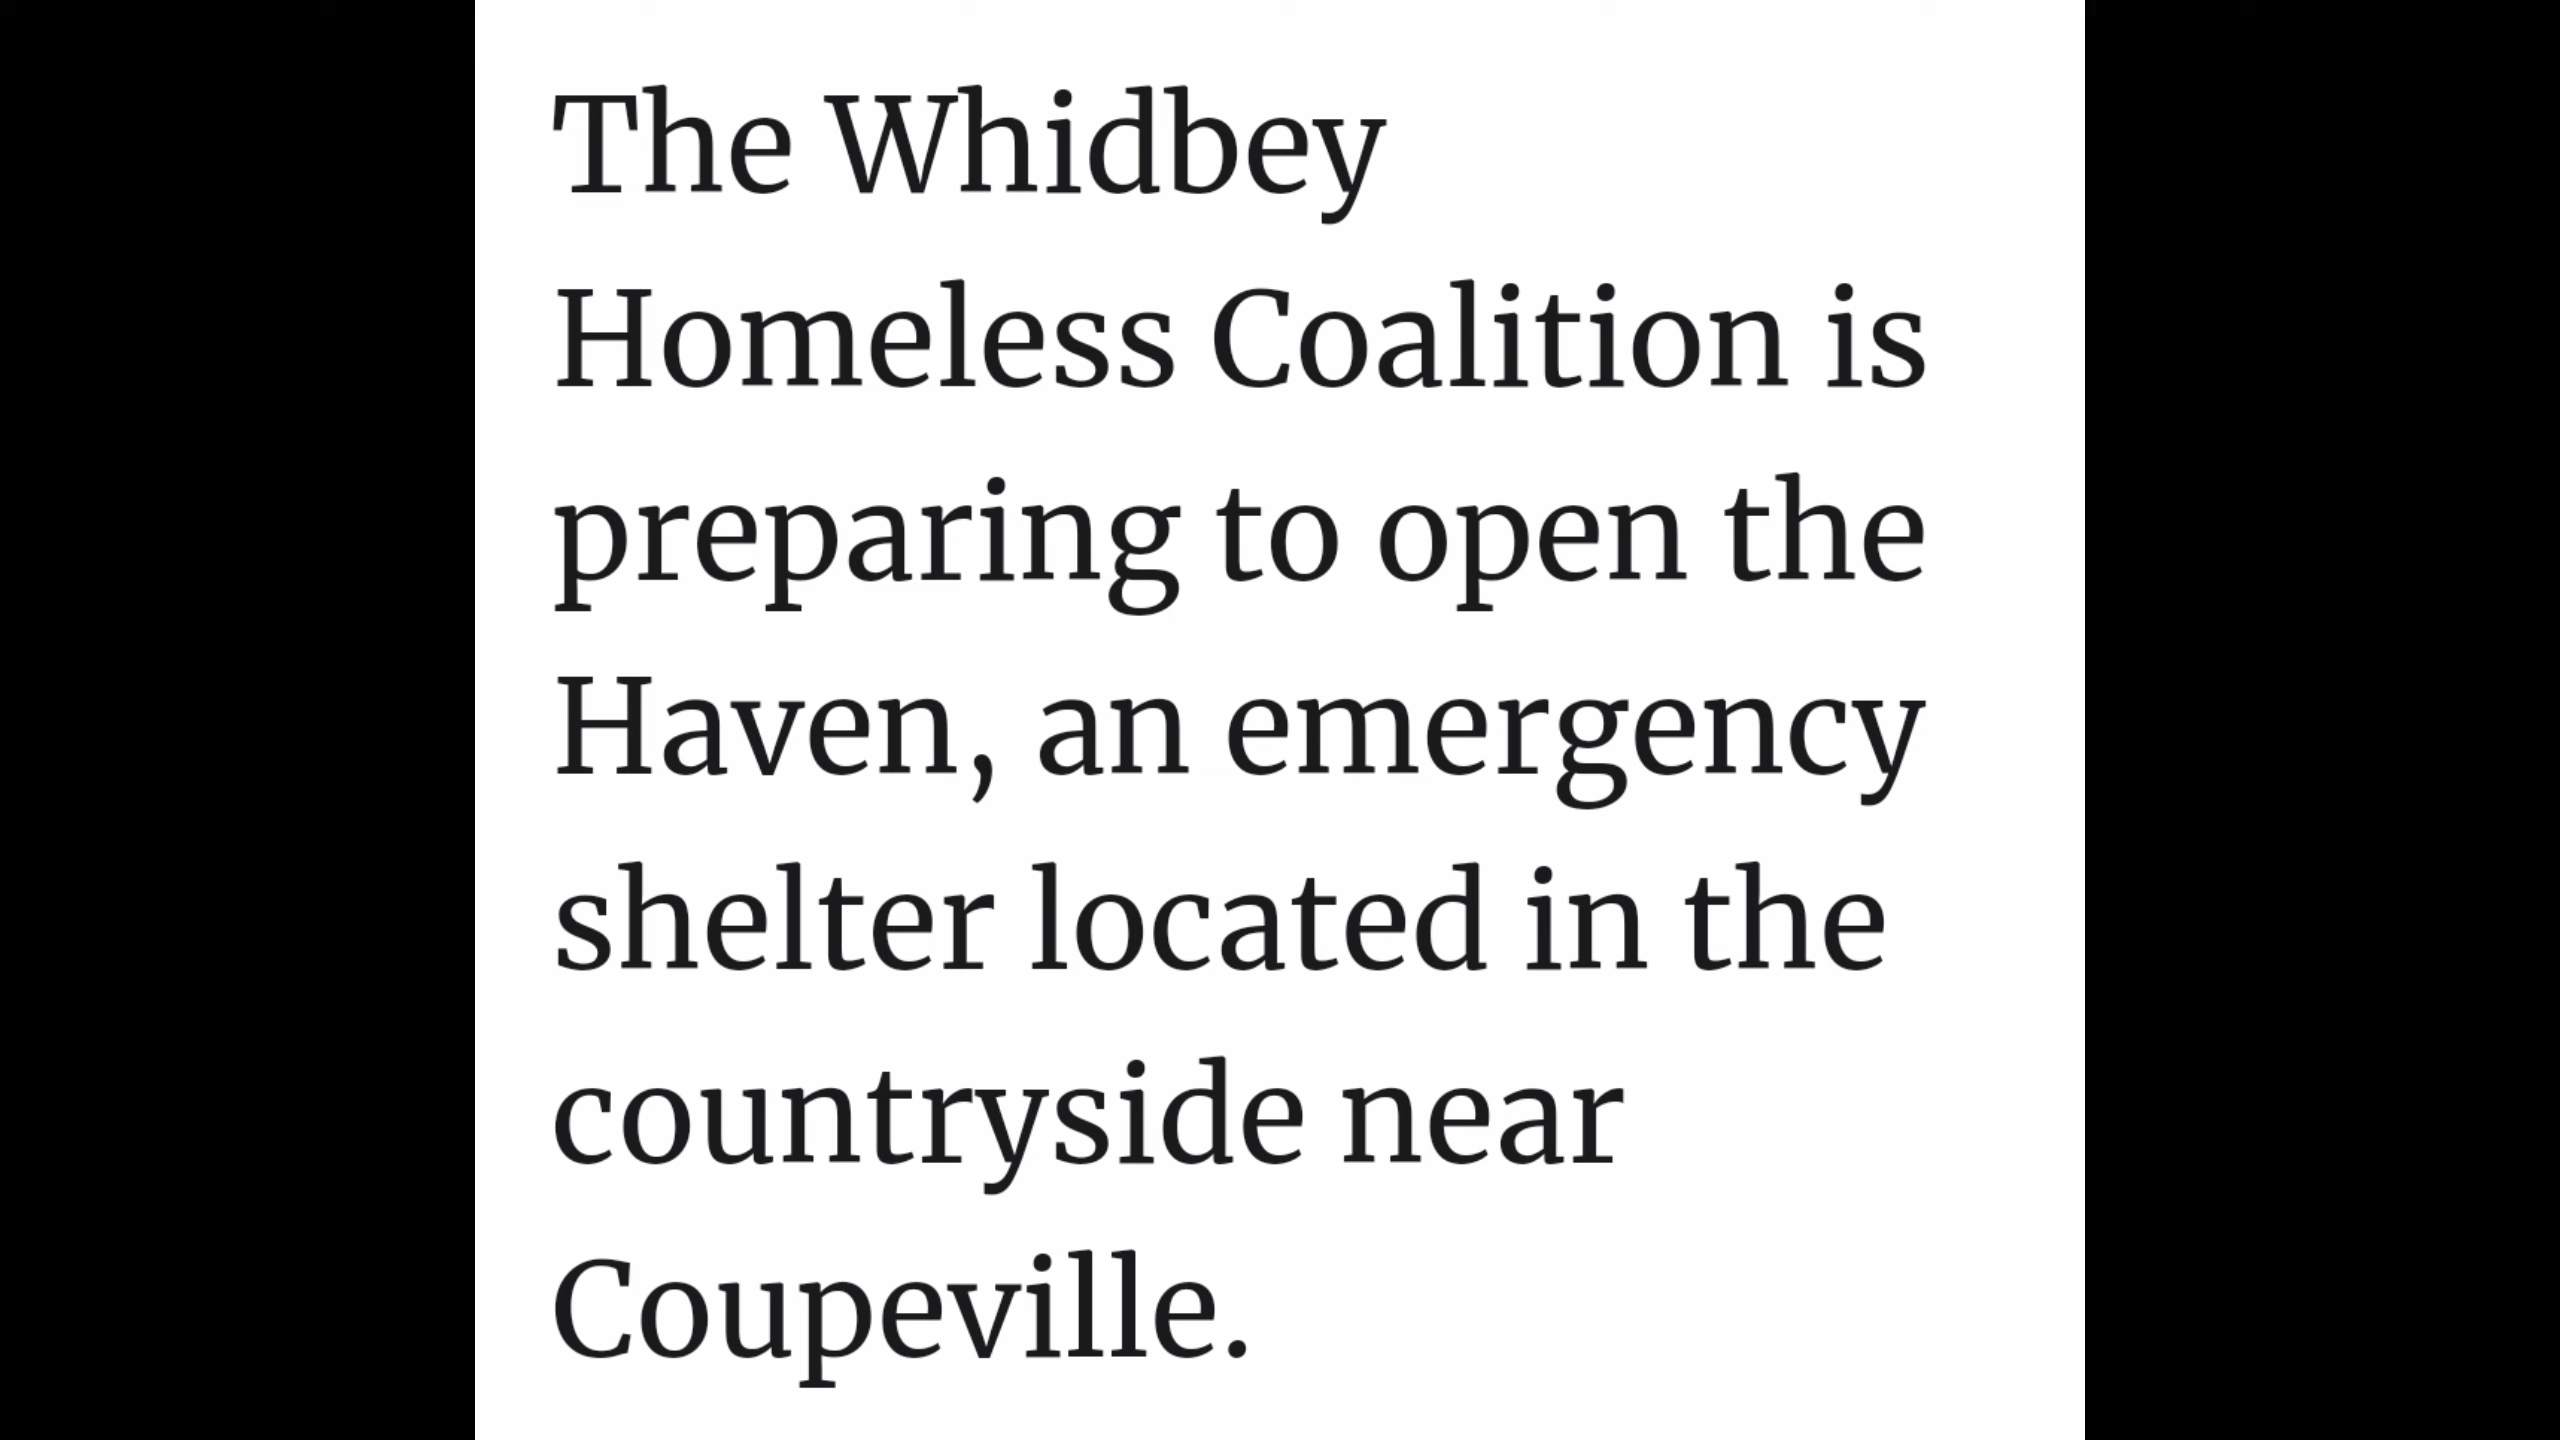 The Whidbey
Homeless Coalition is
preparing to open the
Haven, an emergency
shelter located in the
countryside near
Coupeville.